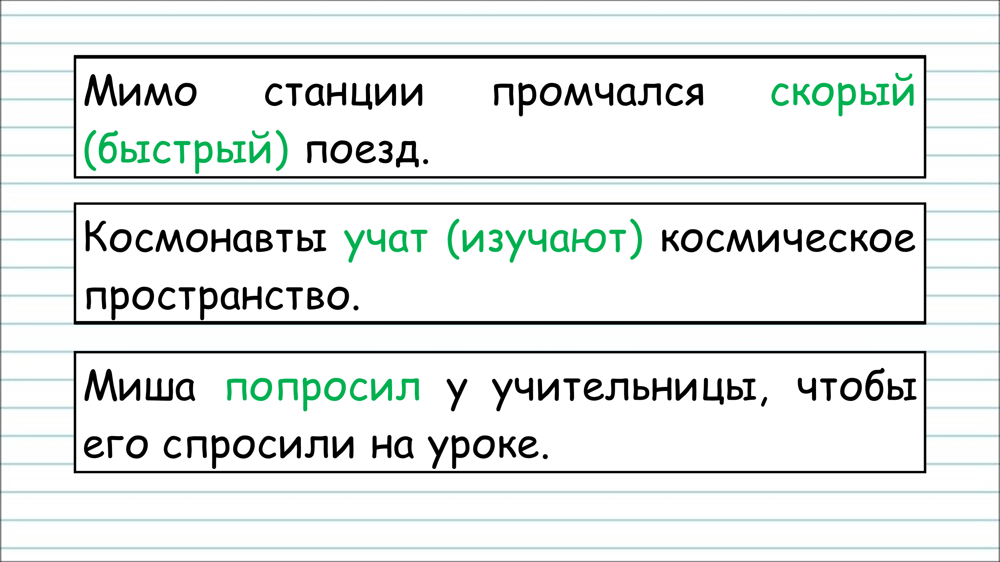 Мимо станции промчался скорый
(быстрый) поезд.
Космонавты учат (изучают) космическое
пространство.
Миша попросил у учительницы, чтобы
его спросили на уроке.